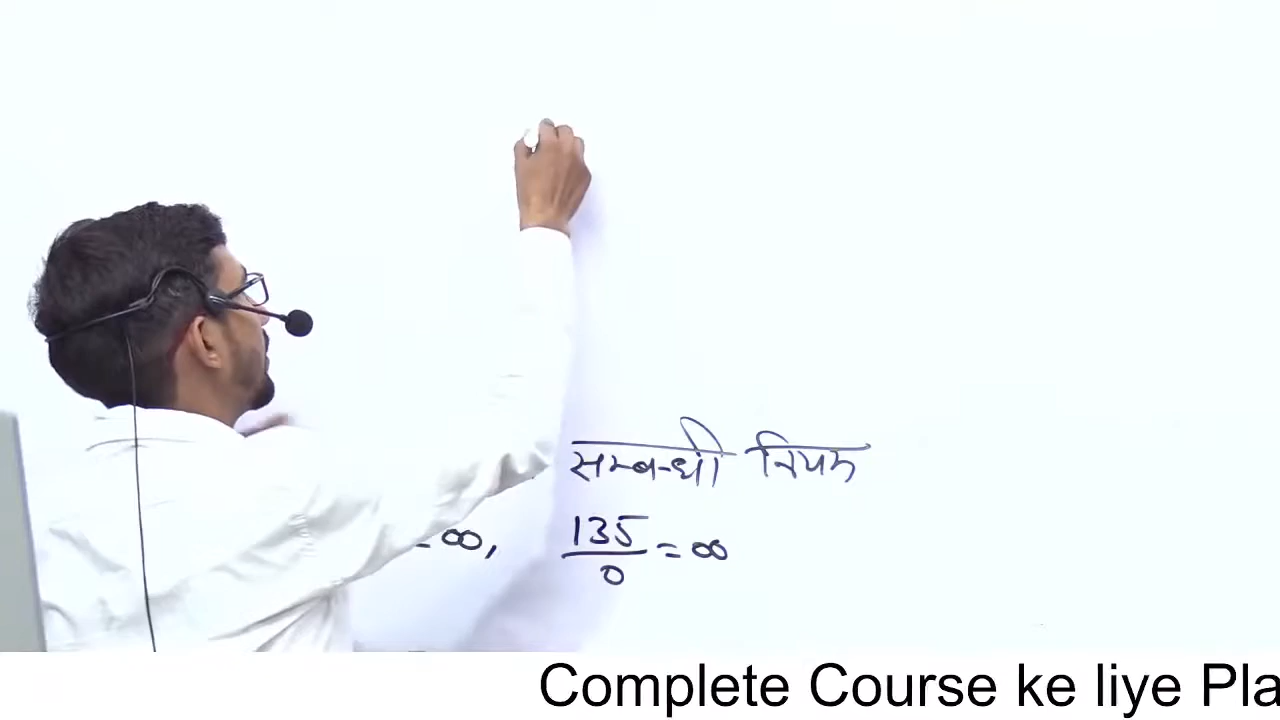 सम्बन्धी नियम
= ∞, 135/0 = ∞
Complete Course ke liye Pla